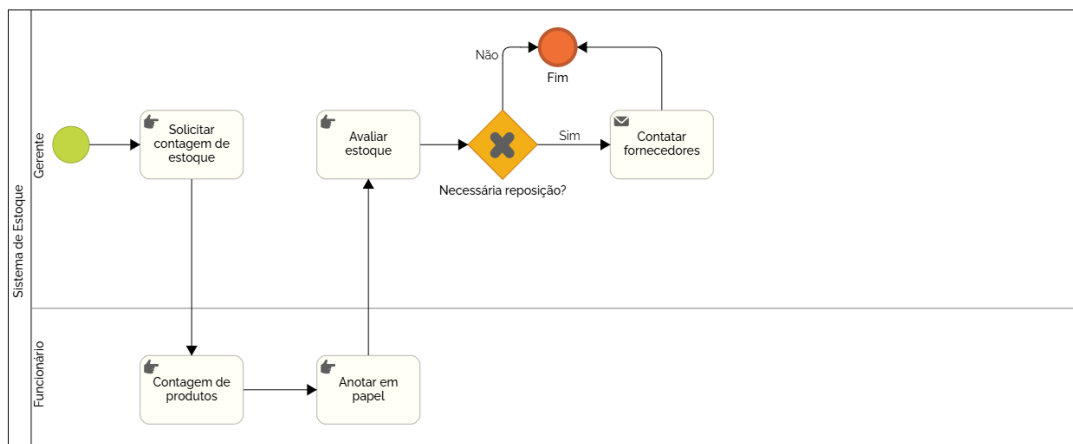 Sistema de Estoque
Gerente
Solicitar
contagem de
estoque
Avaliar
estoque
Necessária reposição?
Não
Fim
Sim
Contatar
fornecedores
Funcionário
Contagem de
produtos
Anotar em
papel